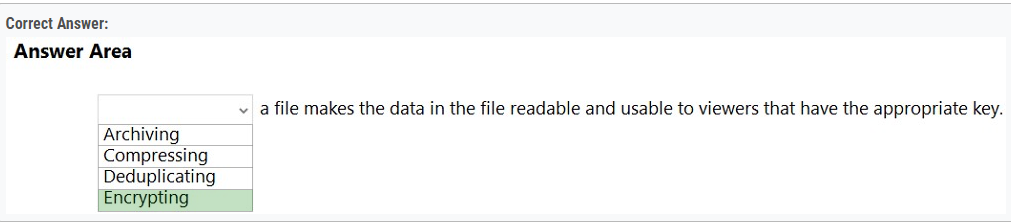 Correct Answer:
Answer Area
a file makes the data in the file readable and usable to viewers that have the appropriate key.
Archiving
Compressing
Deduplicating
Encrypting